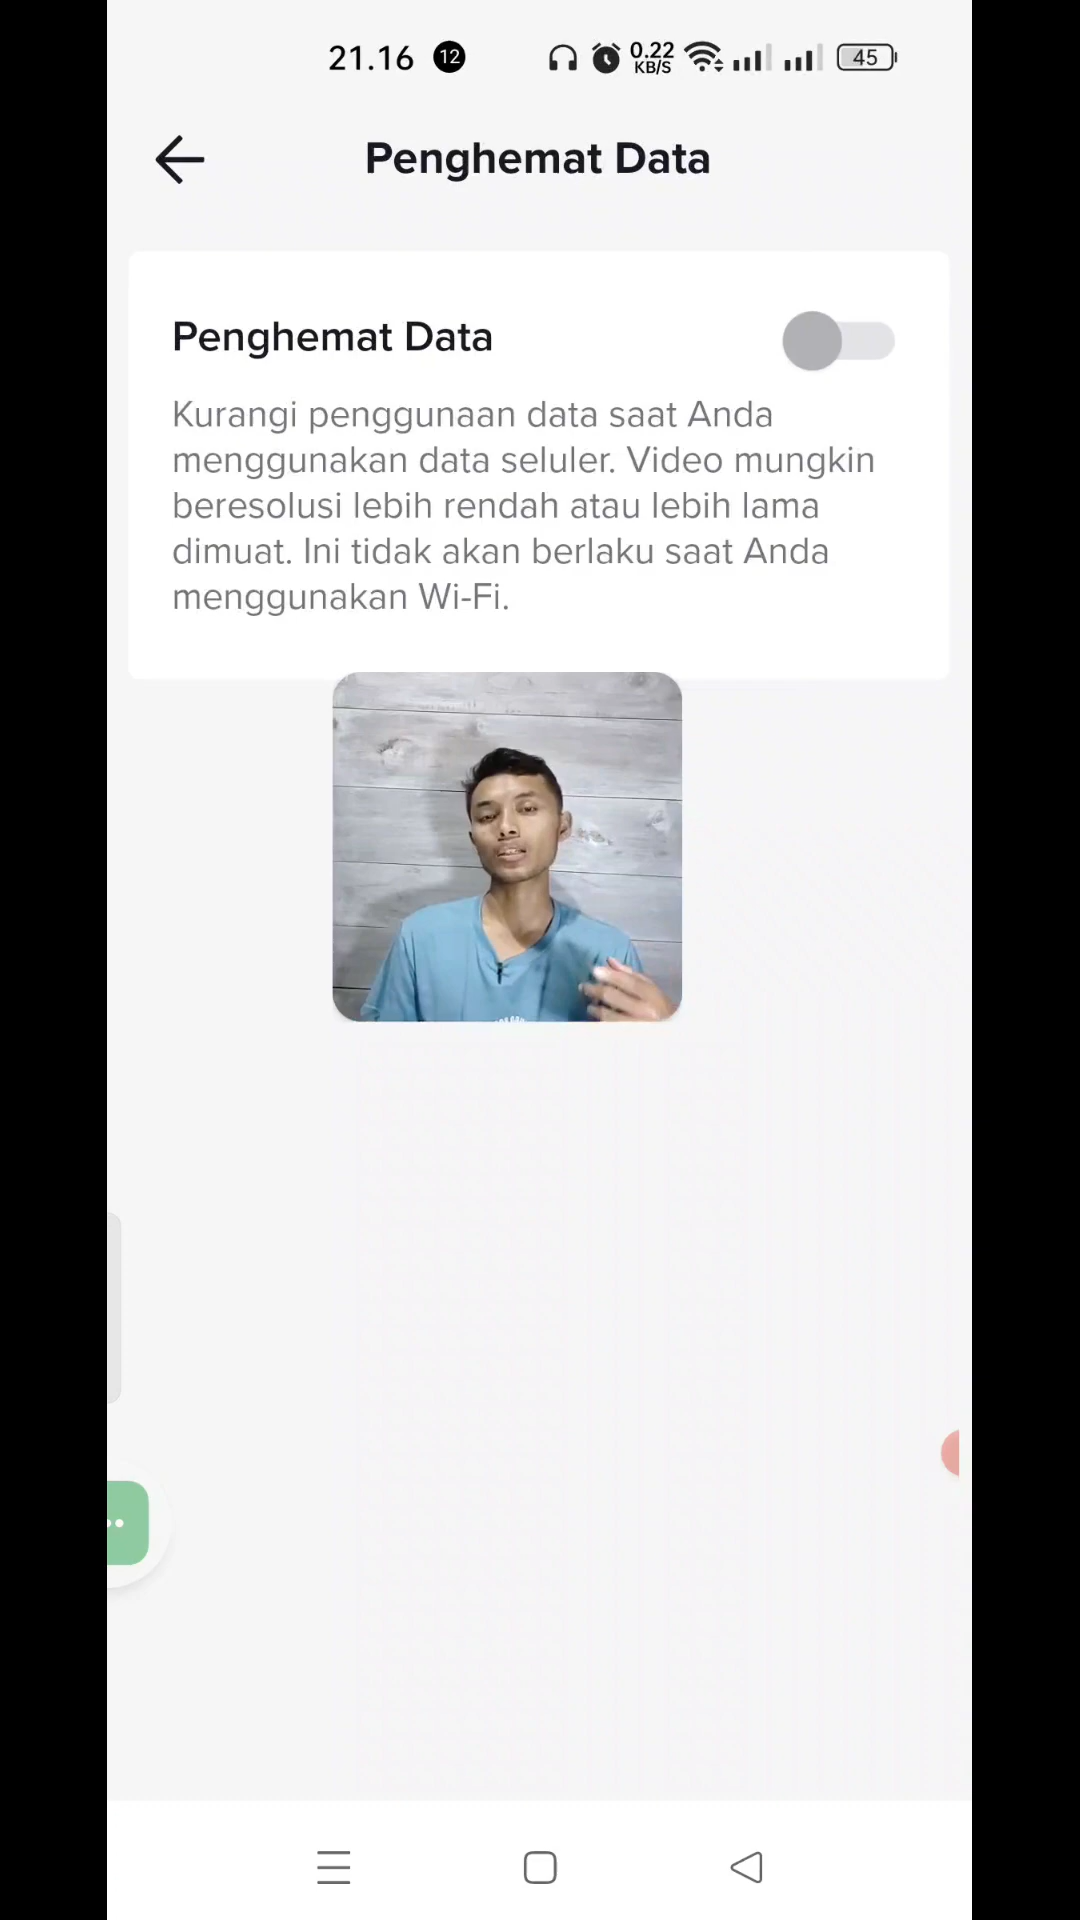 21.16 12 0.22 KB/S 45
Penghemat Data
Penghemat Data
Kurangi penggunaan data saat Anda
menggunakan data seluler. Video mungkin
beresolusi lebih rendah atau lebih lama
dimuat. Ini tidak akan berlaku saat Anda
menggunakan Wi-Fi.